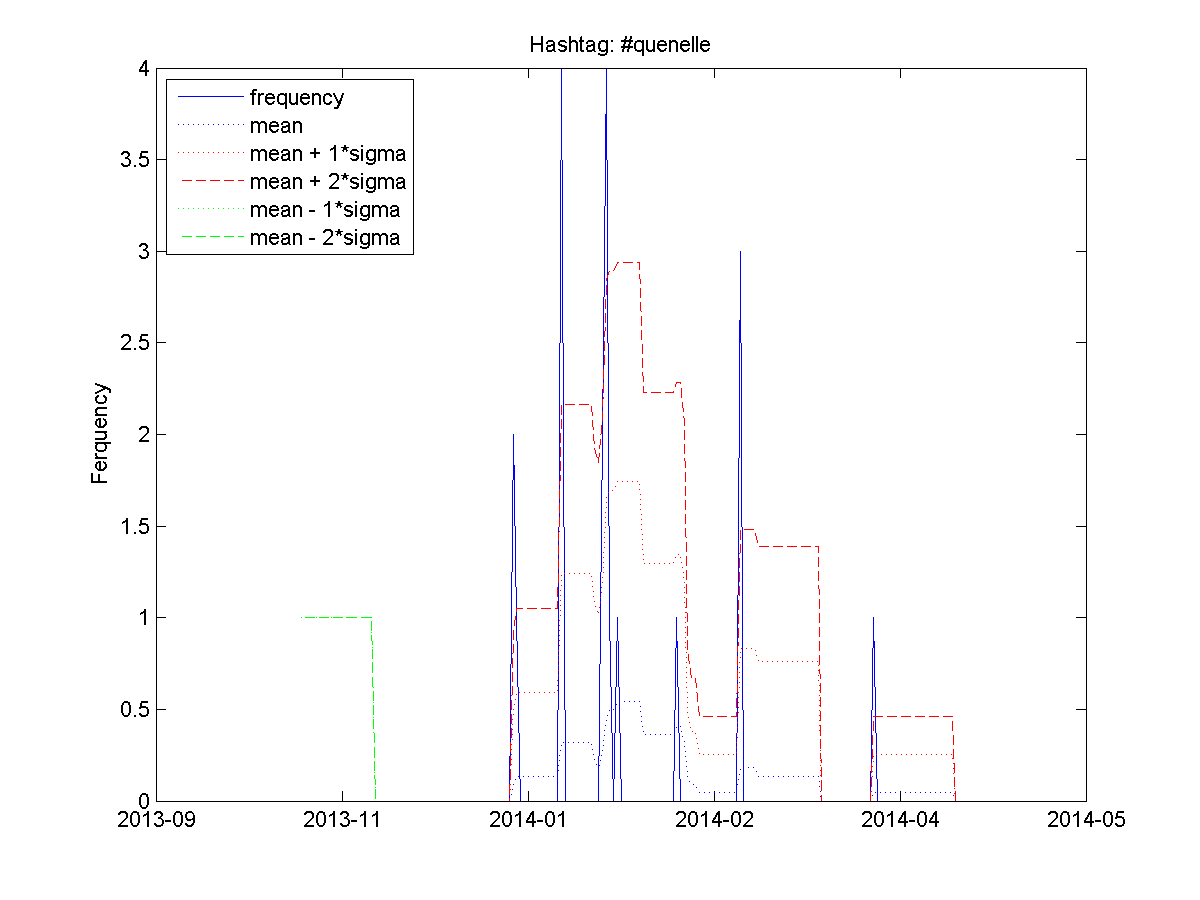 Hashtag: #quenelle
4
3.5
3
2.5
2
1.5
1
0.5
0
Ferquency
frequency
mean
mean + 1*sigma
mean + 2*sigma
mean - 1*sigma
mean - 2*sigma
2013-09 2013-11 2014-01 2014-02 2014-04 2014-05